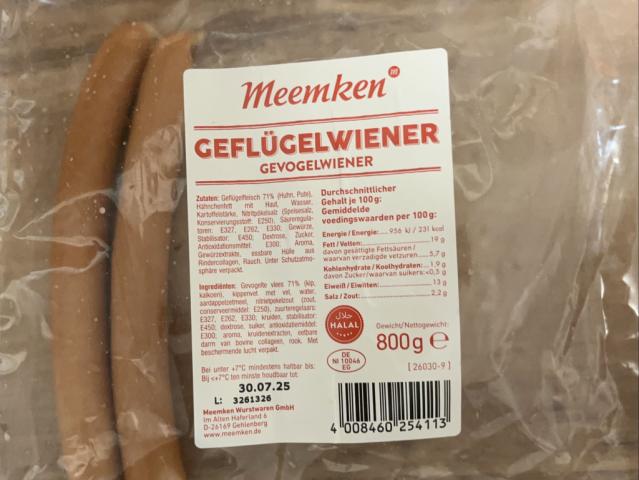 Meemken m
GEFLÜGELWIENER
GEVOGELWIENER
Zutaten: Geflügelfleisch 71% (Huhn, Pute),
Hähnchenfett mit Haut, Wasser,
Kartoffelstärke, Nitritpökelsalz (Speisesalz,
Konservierungsstoff: E250), Säureregula-
toren: E327, E262, E330; Gewürze,
Stabilisator: E450; Dextrose, Zucker,
Antioxidationsmittel: E300; Aroma,
Gewürzextrakte, essbare Hülle aus
Rindercollagen, Rauch. Unter Schutzatmo-
sphäre verpackt.
Ingrediënten: Gevogelte vlees 71% (kip,
kalkoen), kippenvet met vel, water,
aardappelzetmeel, nitrietpekelzout (zout,
conserveermiddel: E250), zuurteregelaars:
E327, E262, E330; kruiden, stabilisator:
E450; dextrose, suiker, antioxidatiemiddel:
E300; aroma, kruidenextracten, eetbare
darm van bovine collageen, rook. Met
beschermende lucht verpakt.
Bei unter +7°C mindestens haltbar bis:
Bij <+7°C ten minste houdbaar tot:
30.07.25
L: 3261326
Meemken Wurstwaren GmbH
Im Alten Haferland 6
D-26169 Gehlenberg
www.meemken.de
Durchschnittlicher
Gehalt je 100g:
Gemiddelde
voedingswaarden per 100g:
Energie / Energie:.... 956 kJ / 231 kcal
Fett / Vetten:.... 19 g
davon gesättigte Fettsäuren /
waarvan verzadigde vetzuren.... 5,7 g
Kohlenhydrate / Koolhydraten:.. 1,9 g
davon Zucker/waarvan suikers: <0,5 g
Eiweiß / Eiwitten:.... 13 g
Salz / Zout:.... 2,2 g
حلال
HALAL
Gewicht/Nettogewicht:
800g e
DE
NI 10046
EG
[ 26030-9 ]
4 008460 254113